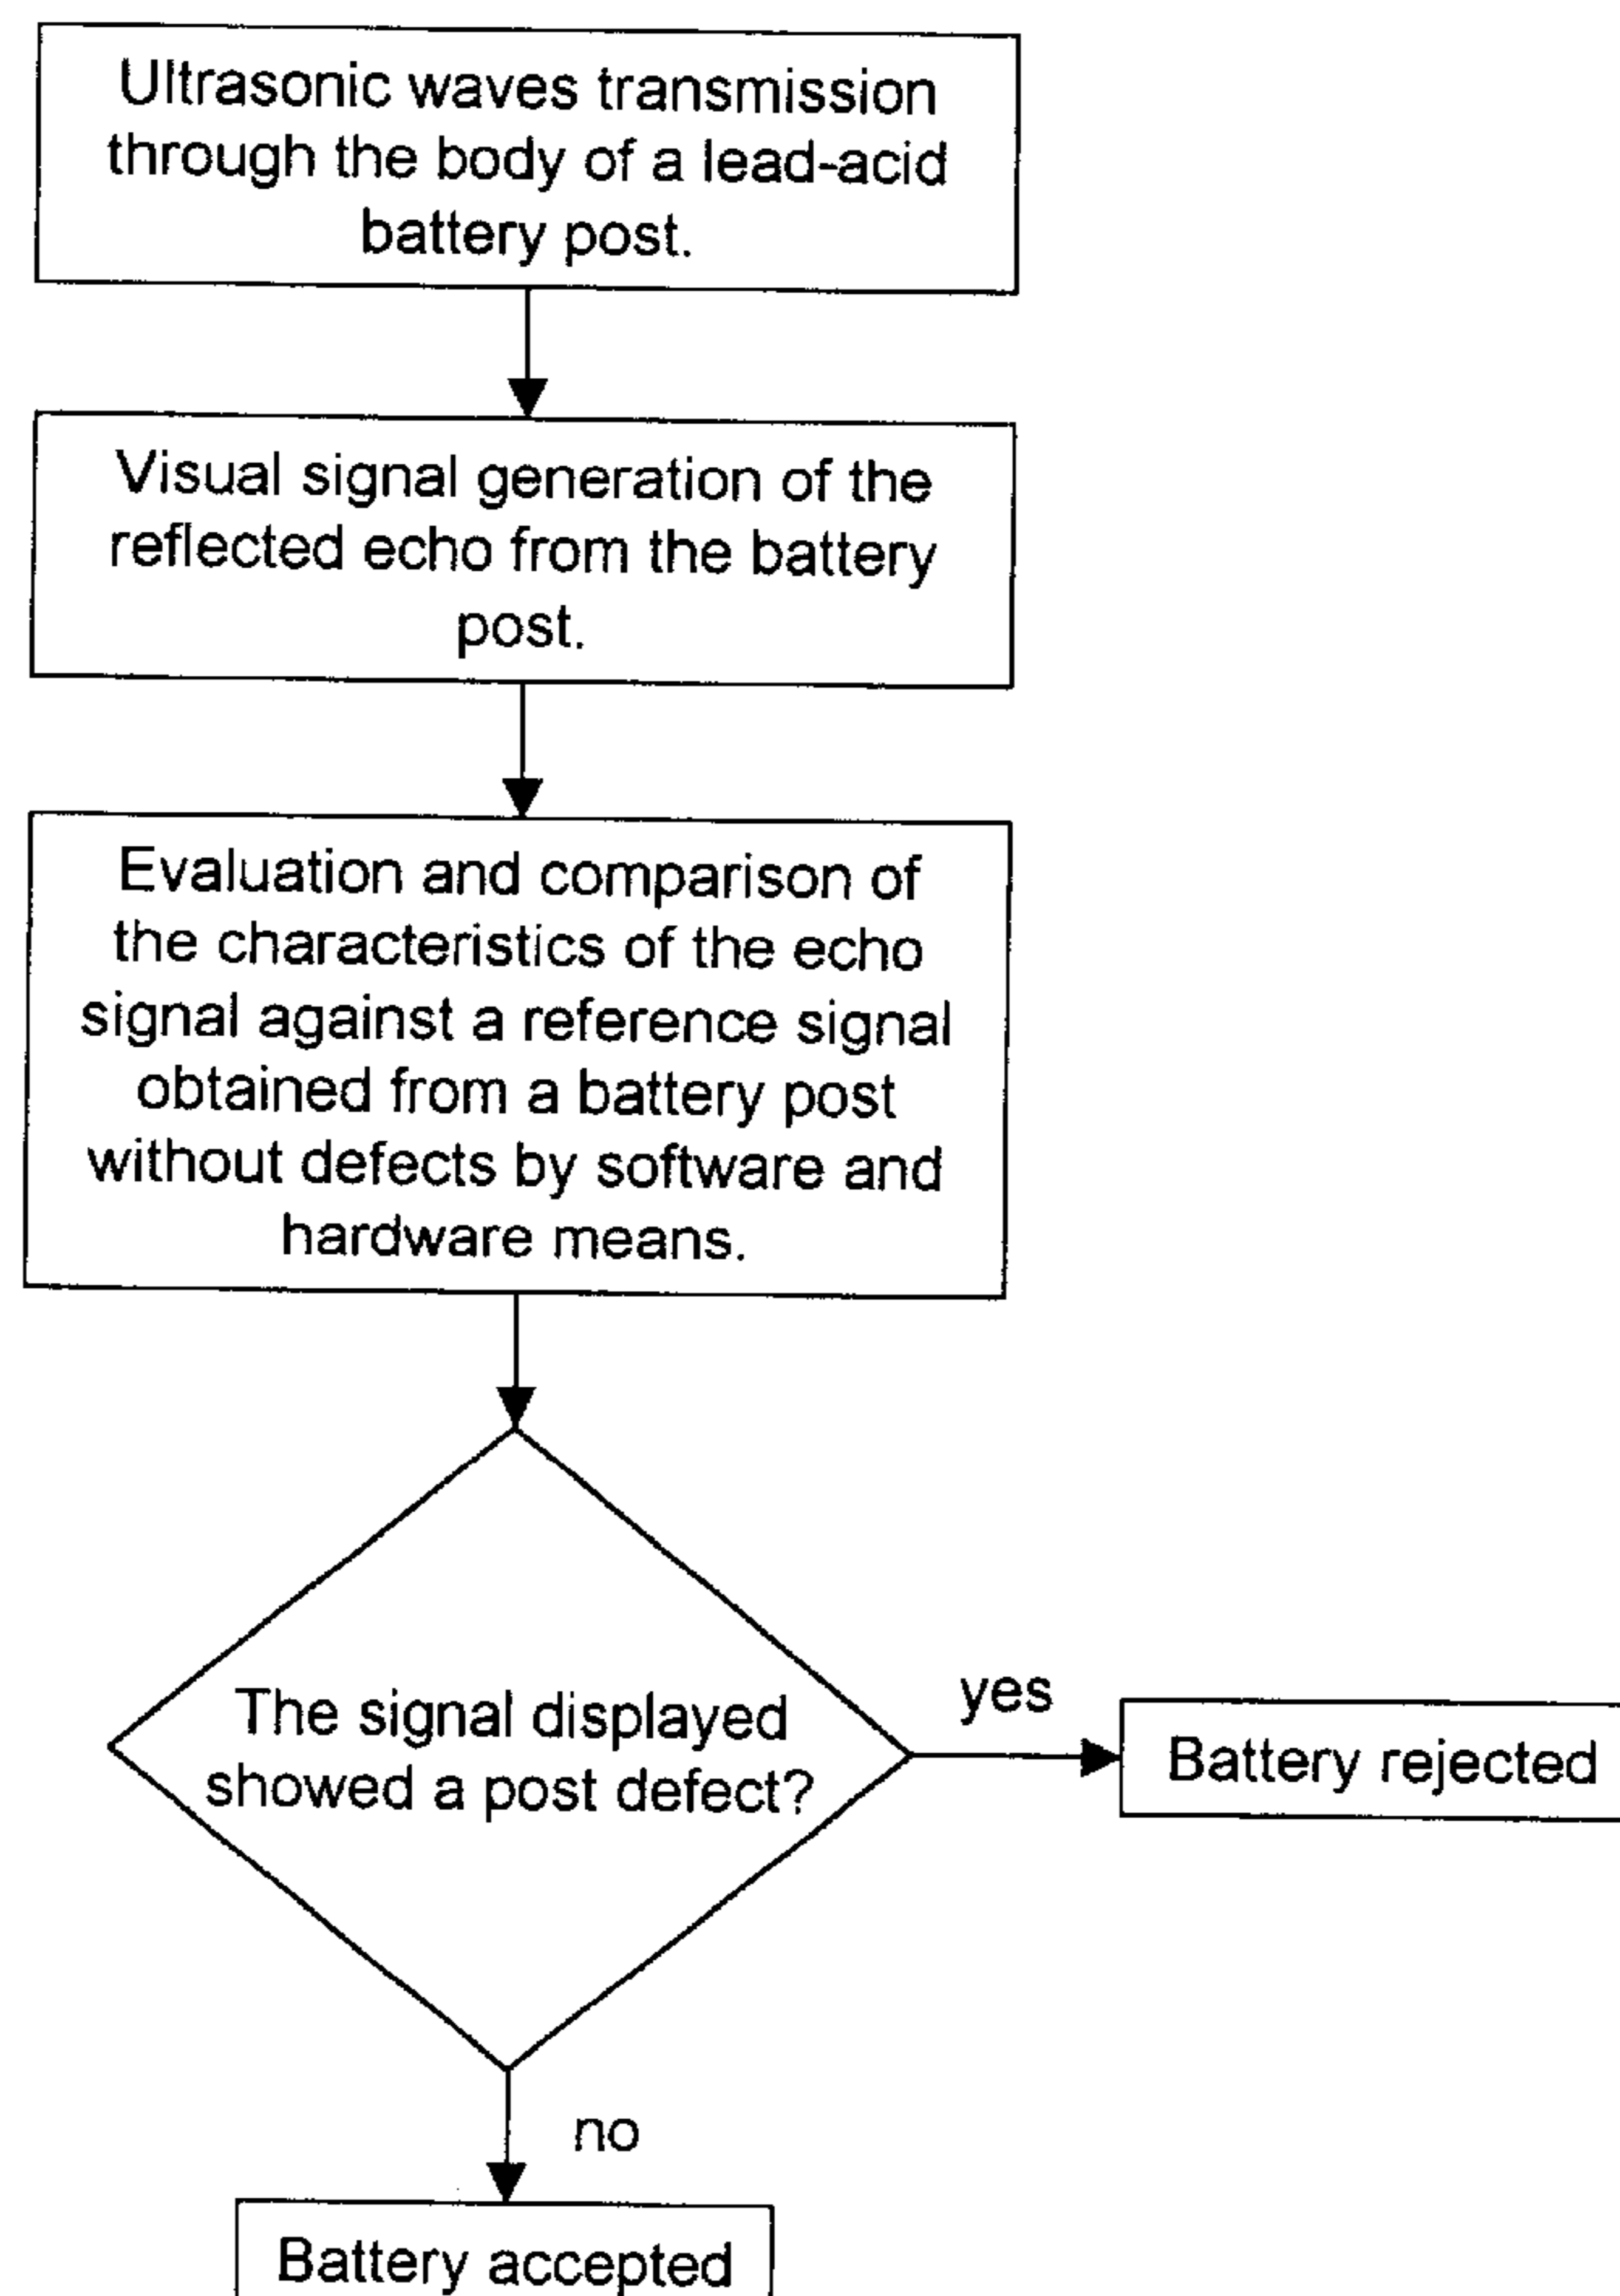 Ultrasonic waves transmission
through the body of a lead-acid
battery post.
Visual signal generation of the
reflected echo from the battery
post.
Evaluation and comparison of
the characteristics of the echo
signal against a reference signal
obtained from a battery post
without defects by software and
hardware means.
The signal displayed
showed a post defect?
yes
Battery rejected
no
Battery accepted